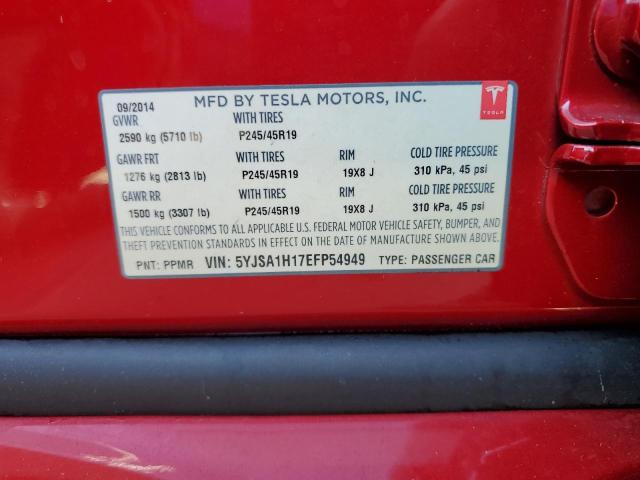 09/2014 MFD BY TESLA MOTORS, INC.
TESLA
GVWR WITH TIRES
2590 kg (5710 lb) P245/45R19
GAWR FRT WITH TIRES RIM COLD TIRE PRESSURE
1276 kg (2813 lb) P245/45R19 19X8 J 310 kPa, 45 psi
GAWR RR WITH TIRES RIM COLD TIRE PRESSURE
1500 kg (3307 lb) P245/45R19 19X8 J 310 kPa, 45 psi
THIS VEHICLE CONFORMS TO ALL APPLICABLE U.S. FEDERAL MOTOR VEHICLE SAFETY, BUMPER, AND
THEFT PREVENTION STANDARDS IN EFFECT ON THE DATE OF MANUFACTURE SHOWN ABOVE.
PNT: PPMR VIN: 5YJSA1H17EFP54949 TYPE: PASSENGER CAR